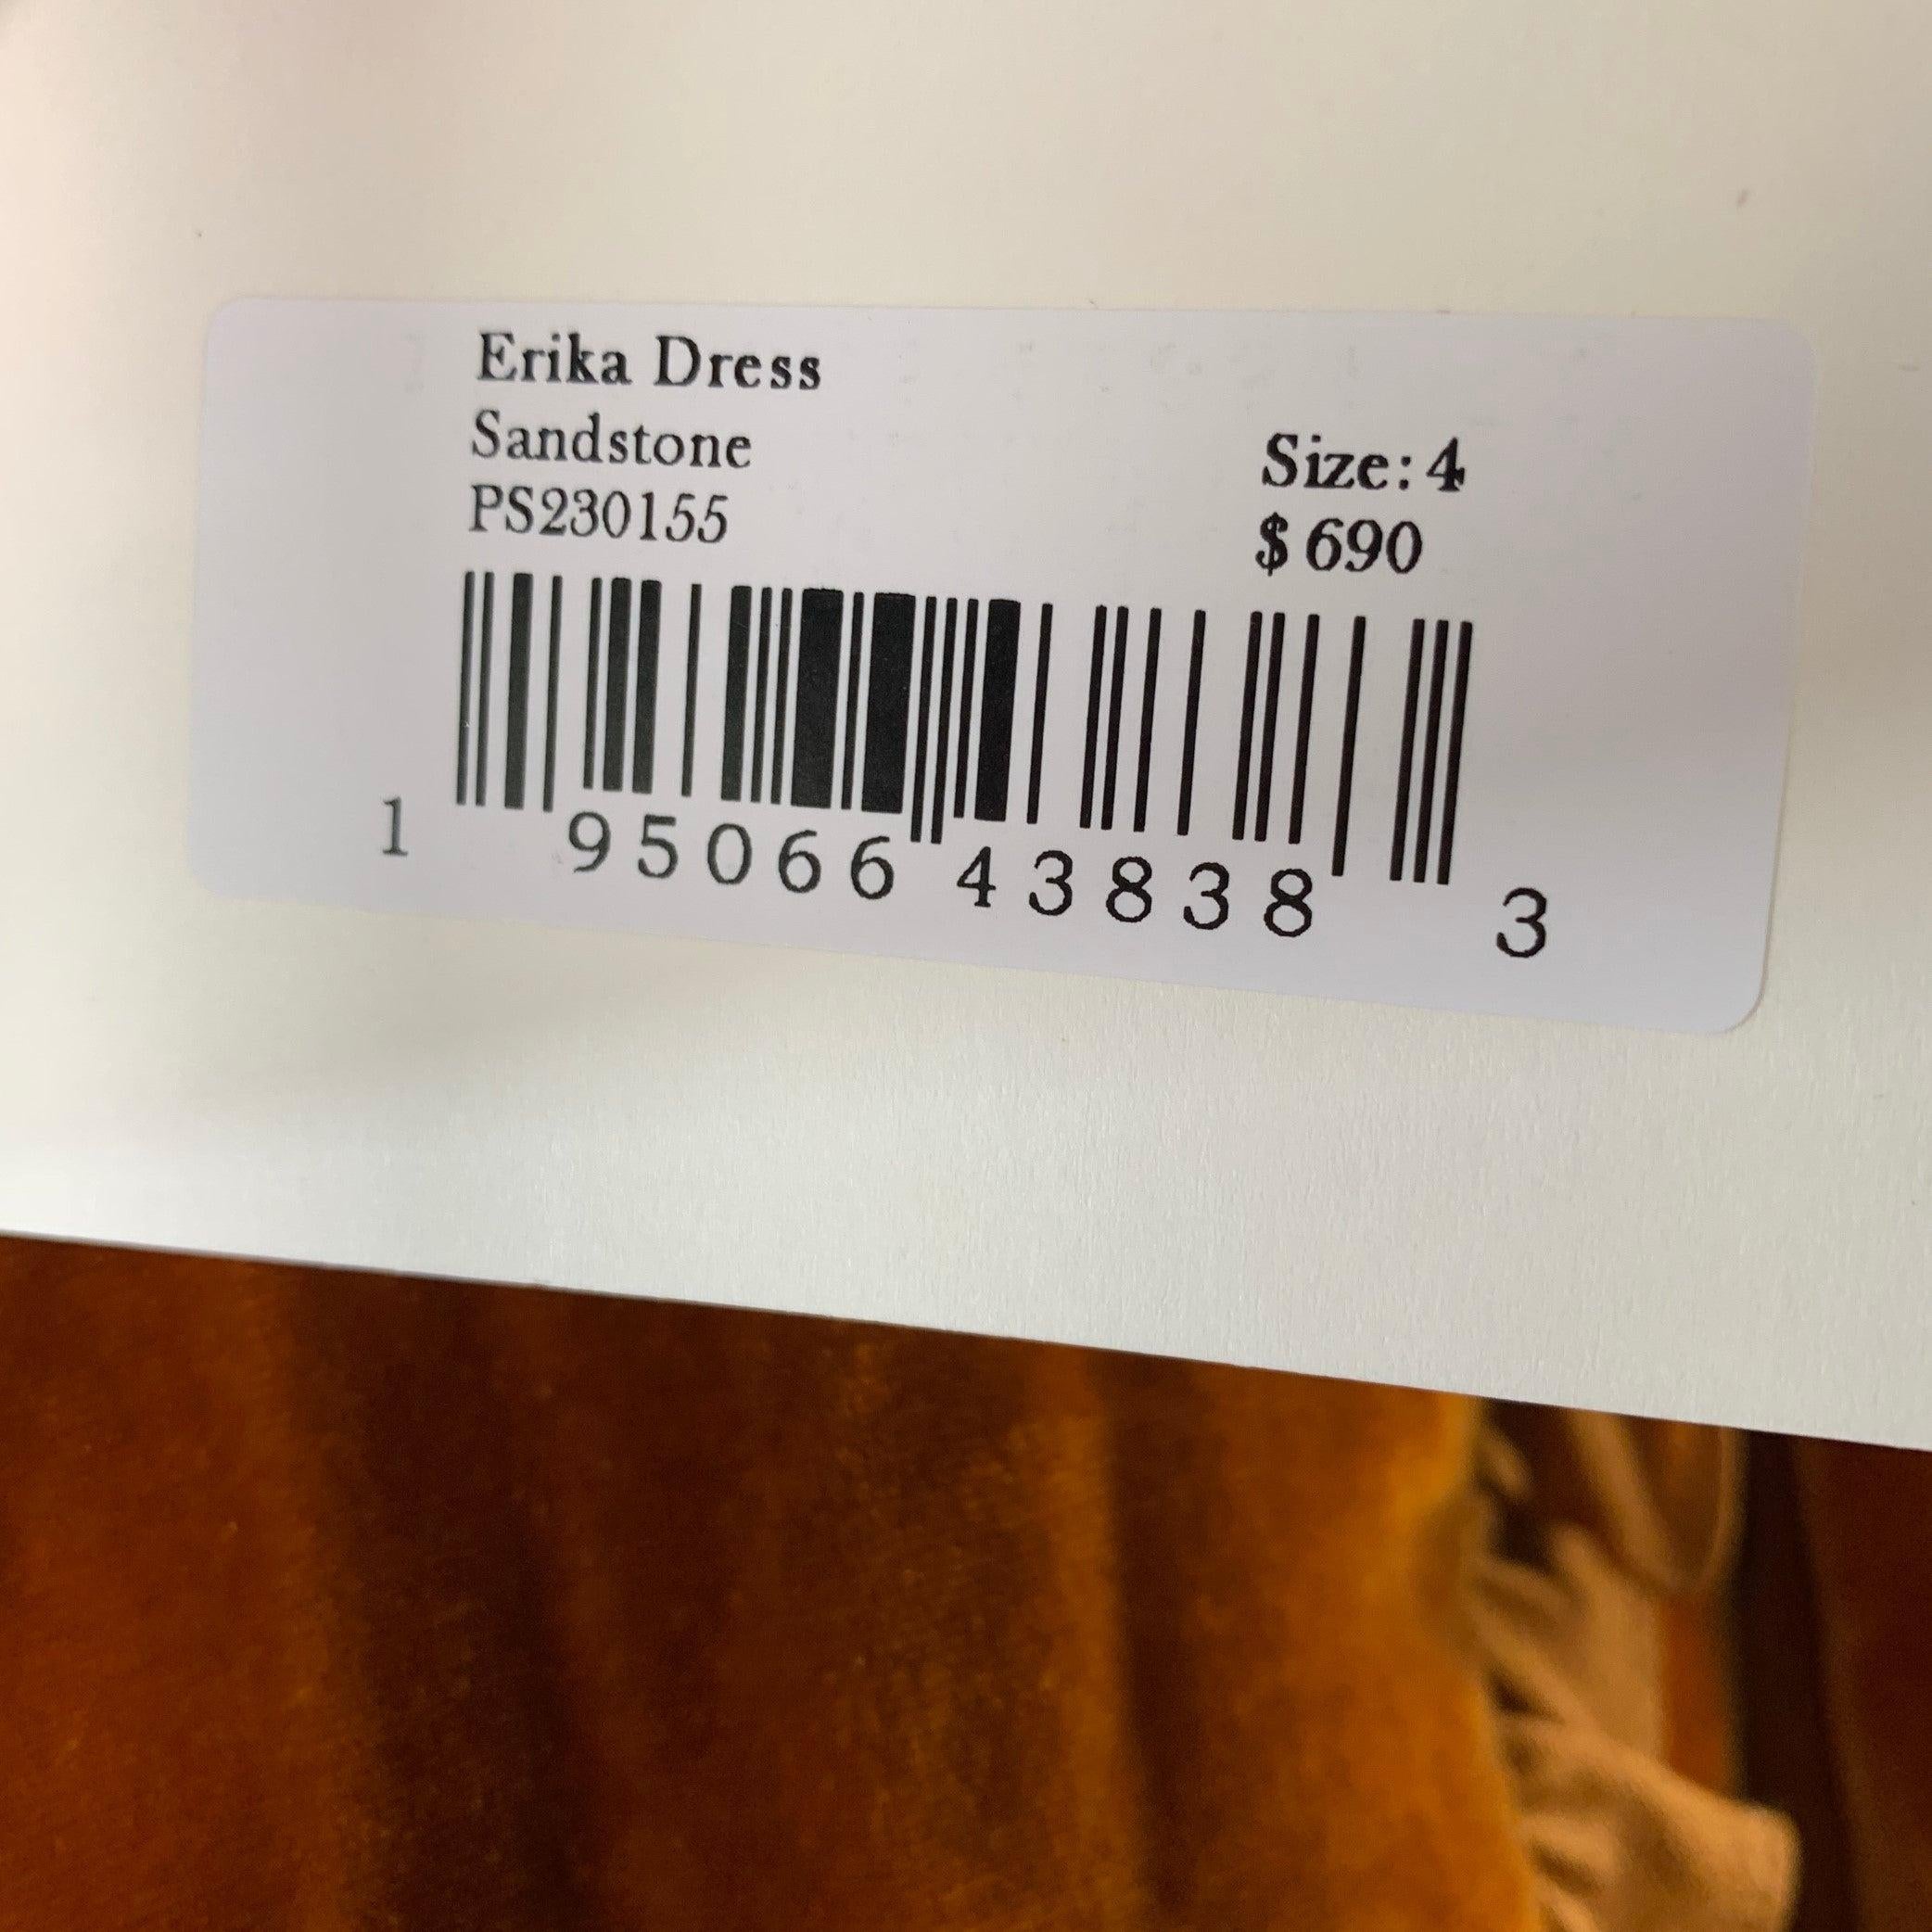 Erika Dress
Sandstone
PS230155
Size: 4
$ 690
1 95066 43838 3